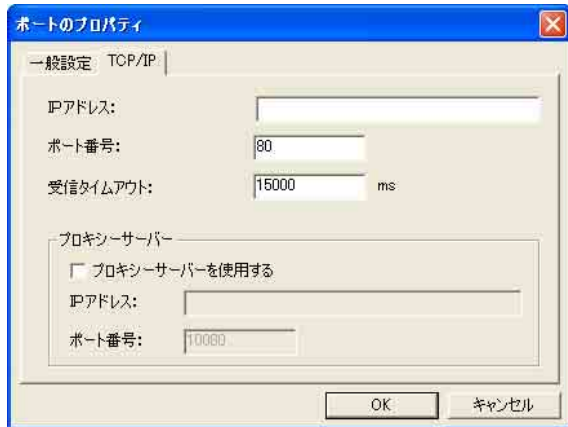 ポートのプロパティ
一般設定 TCP/IP
IPアドレス:
ポート番号: 80
受信タイムアウト: 15000 ms
プロキシーサーバー
プロキシーサーバーを使用する
IPアドレス:
ポート番号: 10080
OK キャンセル